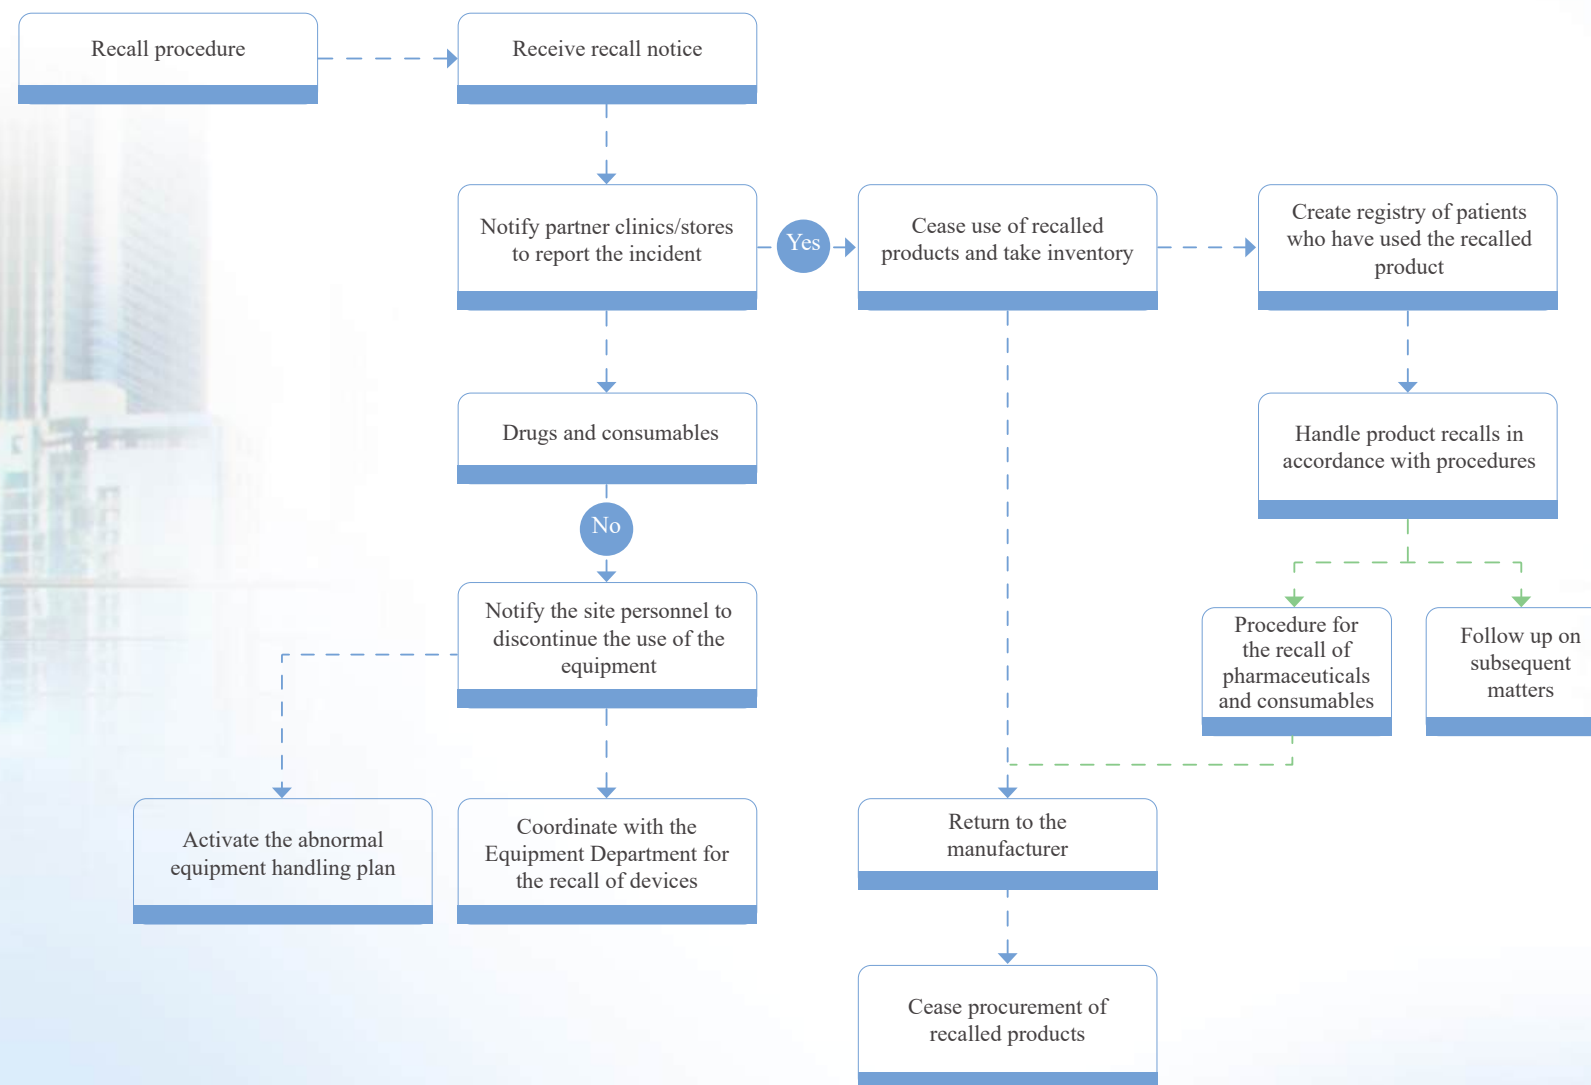 Recall procedure
Receive recall notice
Notify partner clinics/stores
to report the incident
Yes
Cease use of recalled
products and take inventory
Create registry of patients
who have used the recalled
product
Drugs and consumables
Handle product recalls in
accordance with procedures
No
Notify the site personnel to
discontinue the use of the
equipment
Procedure for
the recall of
pharmaceuticals
and consumables
Follow up on
subsequent
matters
Activate the abnormal
equipment handling plan
Coordinate with the
Equipment Department for
the recall of devices
Return to the
manufacturer
Cease procurement of
recalled products